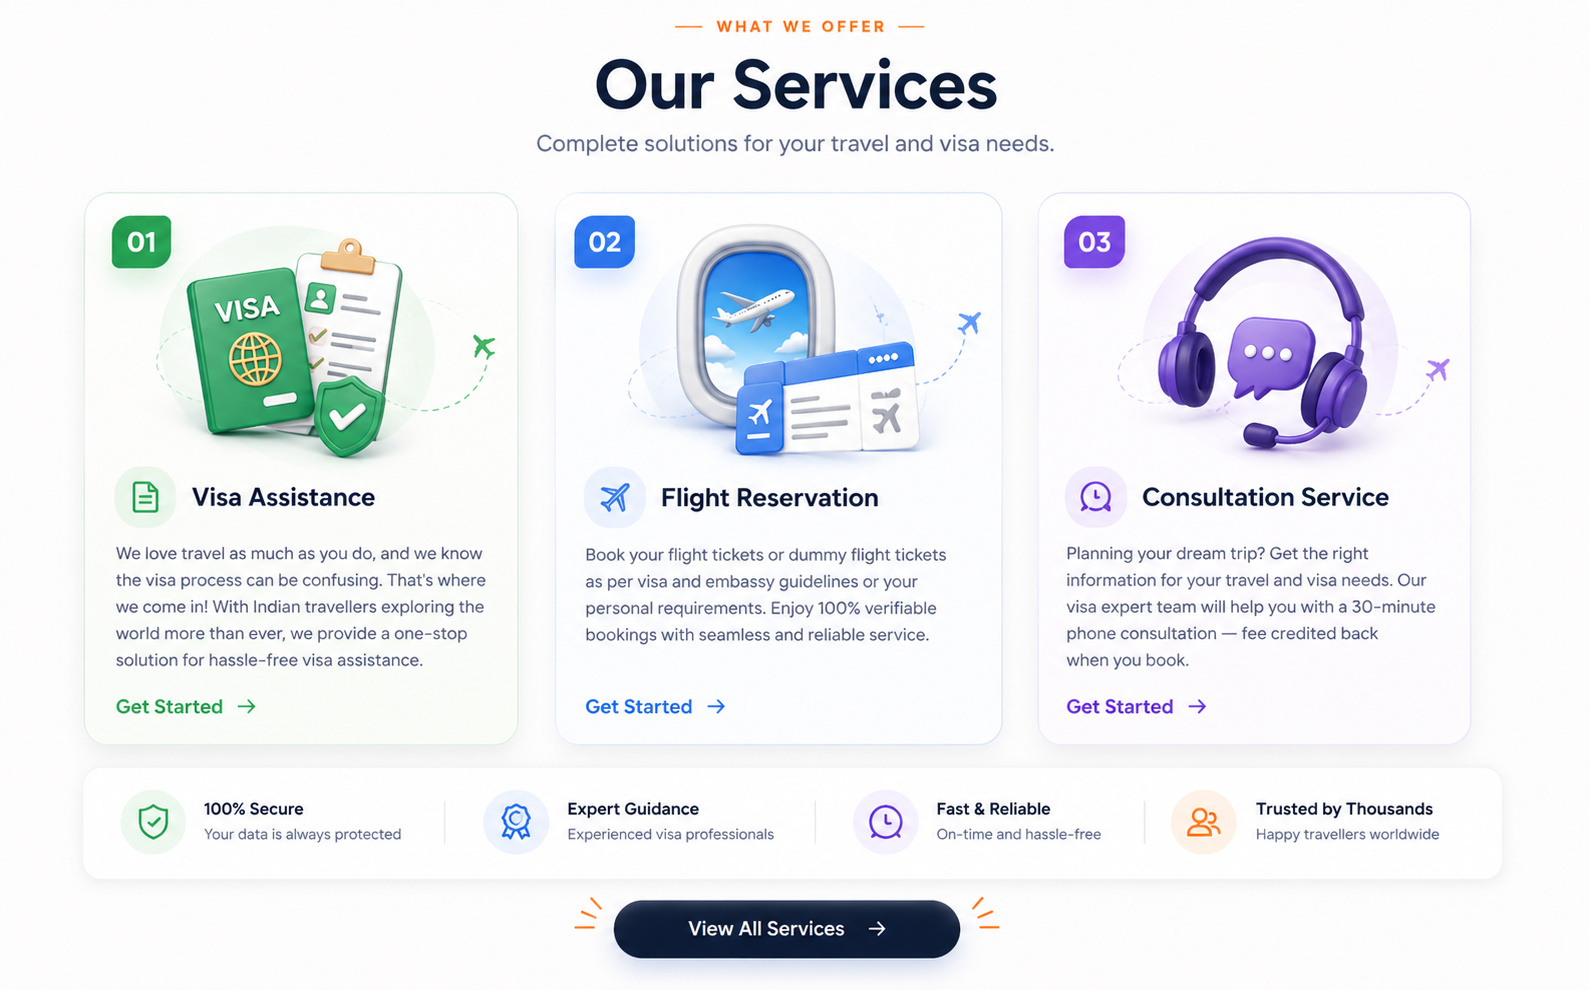 WHAT WE OFFER
Our Services
Complete solutions for your travel and visa needs.
01
VISA
Visa Assistance
We love travel as much as you do, and we know
the visa process can be confusing. That's where
we come in! With Indian travellers exploring the
world more than ever, we provide a one-stop
solution for hassle-free visa assistance.
Get Started
02
Flight Reservation
Book your flight tickets or dummy flight tickets
as per visa and embassy guidelines or your
personal requirements. Enjoy 100% verifiable
bookings with seamless and reliable service.
Get Started
03
Consultation Service
Planning your dream trip? Get the right
information for your travel and visa needs. Our
visa expert team will help you with a 30-minute
phone consultation — fee credited back
when you book.
Get Started
100% Secure
Your data is always protected
Expert Guidance
Experienced visa professionals
Fast & Reliable
On-time and hassle-free
Trusted by Thousands
Happy travellers worldwide
View All Services